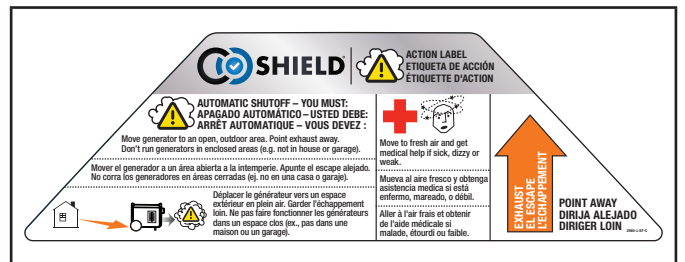 CO SHIELD®
ACTION LABEL
ETIQUETA DE ACCIÓN
ÉTIQUETTE D'ACTION
AUTOMATIC SHUTOFF – YOU MUST:
APAGADO AUTOMÁTICO – USTED DEBE:
ARRÊT AUTOMATIQUE – VOUS DEVEZ :
Move generator to an open, outdoor area. Point exhaust away.
Don't run generators in enclosed areas (e.g. not in house or garage).
Mover el generador a un área abierta a la intemperie. Apunte el escape alejado.
No corra los generadores en áreas cerradas (ej. no en una casa o garaje).
Déplacer le générateur vers un espace
extérieur en plein air. Garder l'échappement
loin. Ne pas faire fonctionner les générateurs
dans un espace clos (ex., pas dans une
maison ou un garage).
Move to fresh air and get
medical help if sick, dizzy or
weak.
Mueva al aire fresco y obtenga
asistencia medica si está
enfermo, mareado, o débil.
Aller à l'air frais et obtenir
de l'aide médicale si
malade, étourdi ou faible.
EXHAUST
EL ESCAPE
L'ÉCHAPPEMENT
POINT AWAY
DIRIJA ALEJADO
DIRIGER LOIN